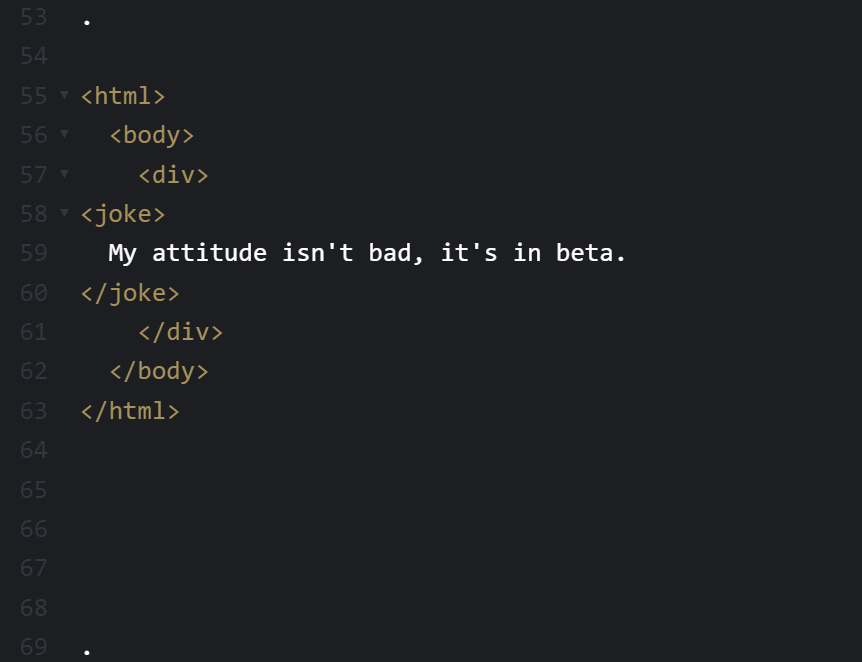 53 .
54
55 <html>
56 <body>
57 <div>
58 <joke>
59 My attitude isn't bad, it's in beta.
60 </joke>
61 </div>
62 </body>
63 </html>
64
65
66
67
68
69 .